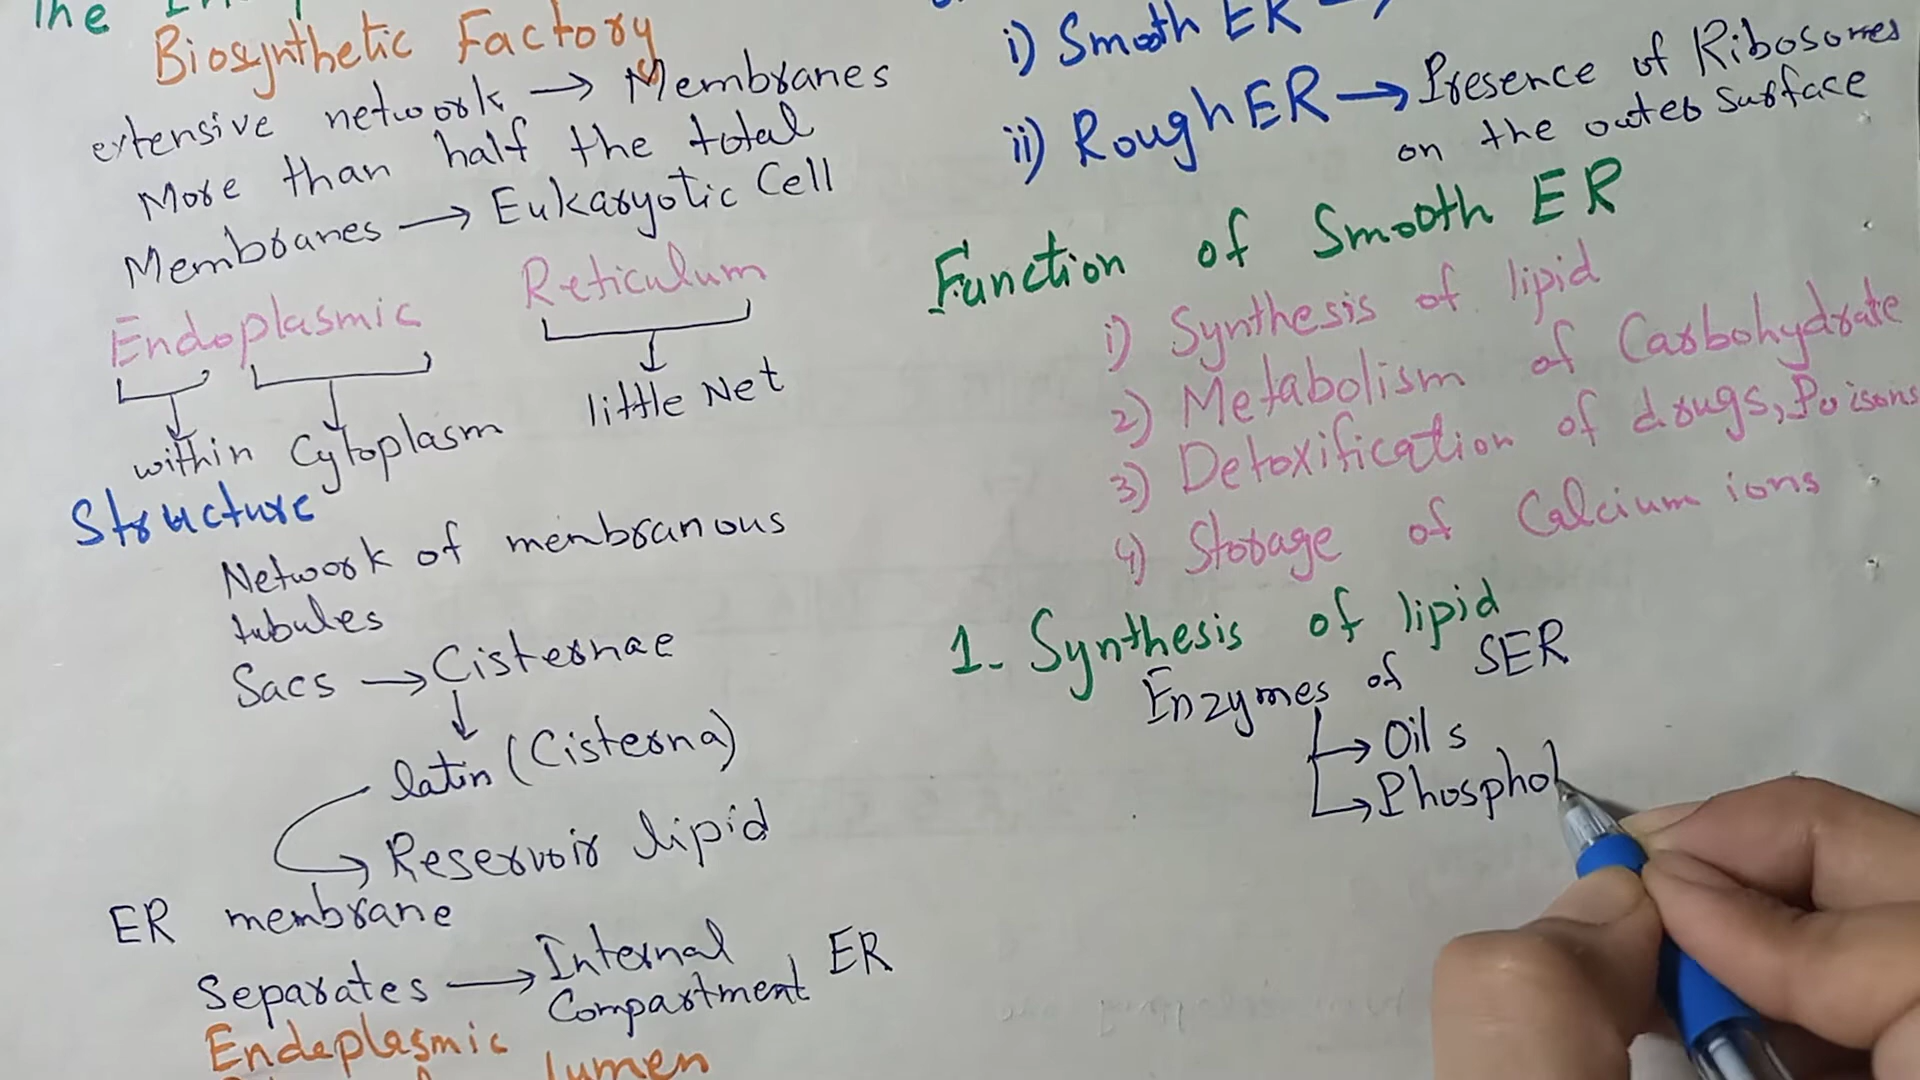 The
Biosynthetic Factory
extensive network → Membranes
More than half the total
Membranes → Eukaryotic Cell
Endoplasmic Reticulum
within Cytoplasm little Net
Structure
Network of membranous
tubules
Sacs → Cisternae
latin (Cisterna)
Reservoir lipid
ER membrane
Separates → Internal
Compartment ER
Endoplasmic
lumen
i) Smooth ER →
ii) Rough ER → Presence of Ribosomes
on the outer surface
Function of Smooth ER
1) Synthesis of lipid
2) Metabolism of Carbohydrate
3) Detoxification of drugs, Poisons
4) Storage of Calcium ions
1- Synthesis of lipid
Enzymes of SER
→ Oils
→ Phosphol